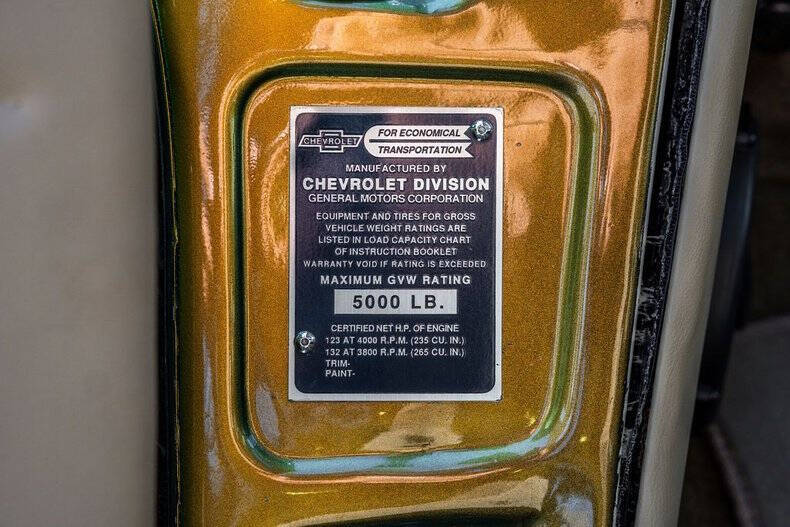 CHEVROLET
FOR ECONOMICAL
TRANSPORTATION
MANUFACTURED BY
CHEVROLET DIVISION
GENERAL MOTORS CORPORATION
EQUIPMENT AND TIRES FOR GROSS
VEHICLE WEIGHT RATINGS ARE
LISTED IN LOAD CAPACITY CHART
OF INSTRUCTION BOOKLET
WARRANTY VOID IF RATING IS EXCEEDED
MAXIMUM GVW RATING
5000 LB.
CERTIFIED NET H.P. OF ENGINE
123 AT 4000 R.P.M. (235 CU. IN.)
132 AT 3800 R.P.M. (265 CU. IN.)
TRIM-
PAINT-